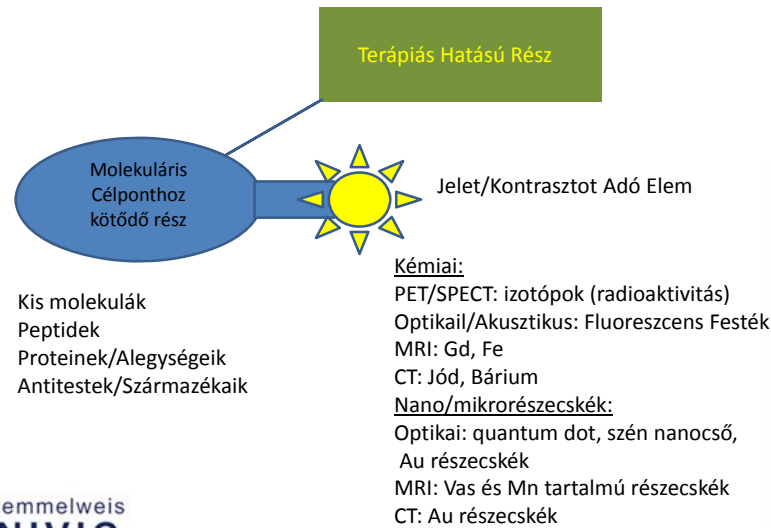 Terápiás Hatású Rész
Molekuláris
Célponthoz
kötődő rész
Jelet/Kontrasztot Adó Elem
Kis molekulák
Peptidek
Proteinek/Alegységeik
Antitestek/Származékaik
Kémiai:
PET/SPECT: izotópok (radioaktivitás)
Optikail/Akusztikus: Fluoreszcens Festék
MRI: Gd, Fe
CT: Jód, Bárium
Nano/mikrorészecskék:
Optikai: quantum dot, szén nanocső,
Au részecskék
MRI: Vas és Mn tartalmú részecskék
CT: Au részecskék
emmelweis